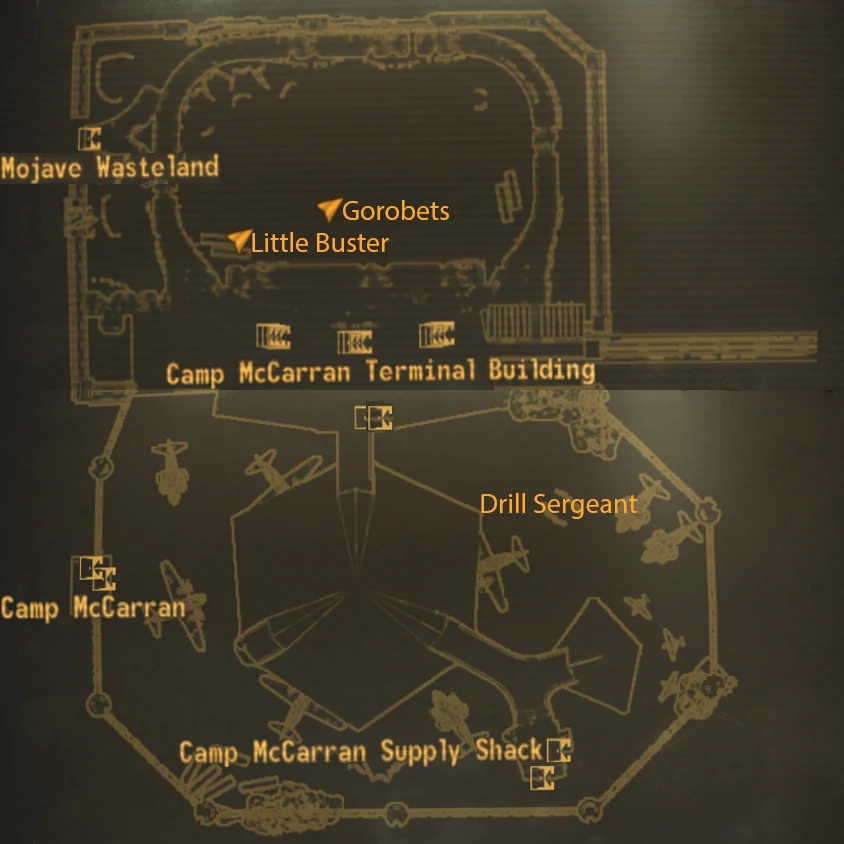 Mojave Wasteland
Gorobets
Little Buster
Camp McCarran Terminal Building
Drill Sergeant
Camp McCarran
Camp McCarran Supply Shack